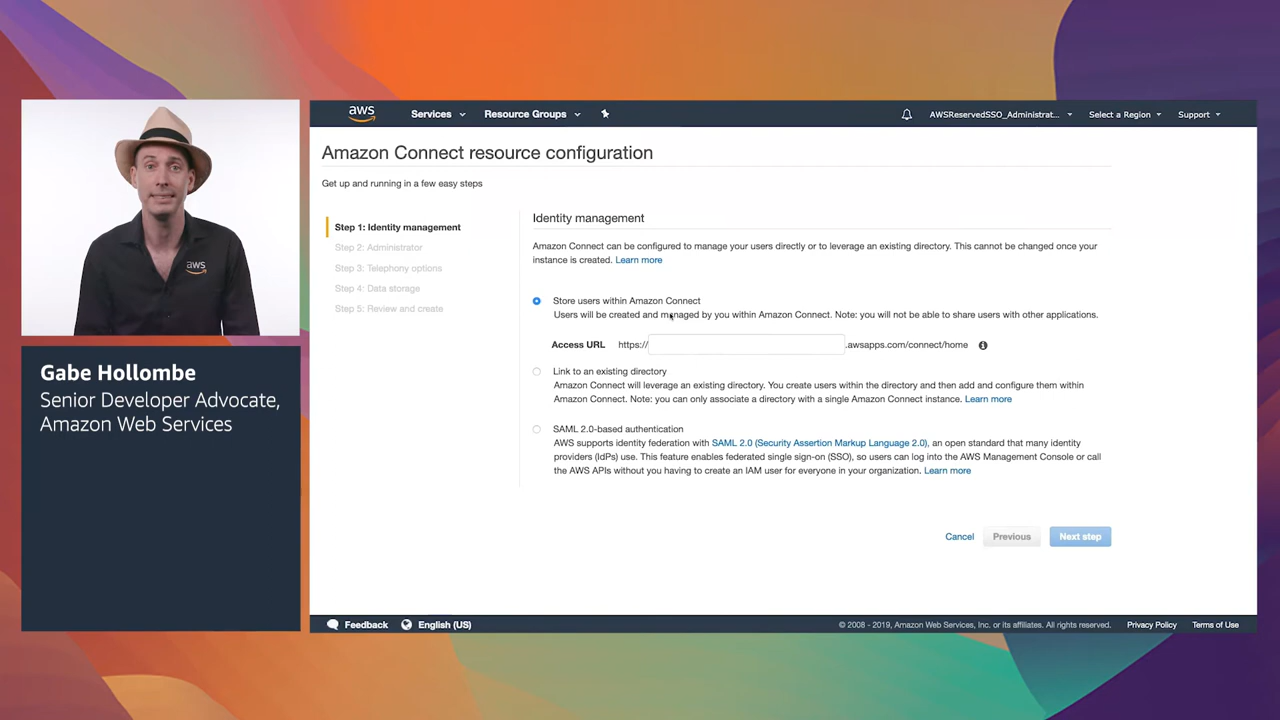 aws
Gabe Hollombe
Senior Developer Advocate,
Amazon Web Services
aws
Services
Resource Groups
AWSReservedSSO_Administrat...
Select a Region
Support
Amazon Connect resource configuration
Get up and running in a few easy steps
Step 1: Identity management
Step 2: Administrator
Step 3: Telephony options
Step 4: Data storage
Step 5: Review and create
Identity management
Amazon Connect can be configured to manage your users directly or to leverage an existing directory. This cannot be changed once your
instance is created. Learn more
Store users within Amazon Connect
Users will be created and managed by you within Amazon Connect. Note: you will not be able to share users with other applications.
Access URL https:// .awsapps.com/connect/home
Link to an existing directory
Amazon Connect will leverage an existing directory. You create users within the directory and then add and configure them within
Amazon Connect. Note: you can only associate a directory with a single Amazon Connect instance. Learn more
SAML 2.0-based authentication
AWS supports identity federation with SAML 2.0 (Security Assertion Markup Language 2.0), an open standard that many identity
providers (IdPs) use. This feature enables federated single sign-on (SSO), so users can log into the AWS Management Console or call
the AWS APIs without you having to create an IAM user for everyone in your organization. Learn more
Cancel
Previous
Next step
Feedback
English (US)
© 2008 - 2019, Amazon Web Services, Inc. or its affiliates. All rights reserved.
Privacy Policy
Terms of Use